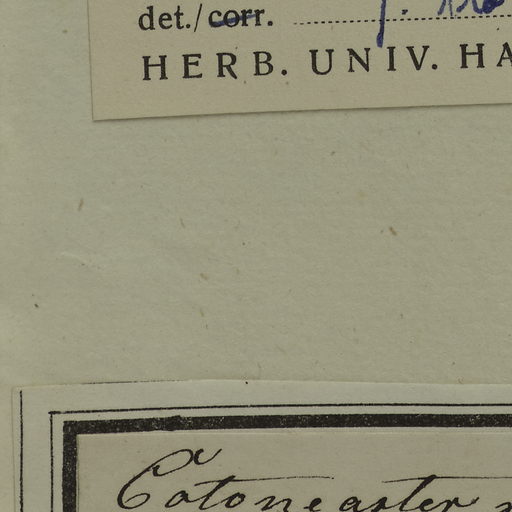 det./corr.
HERB. UNIV. HA
Cotoneaster